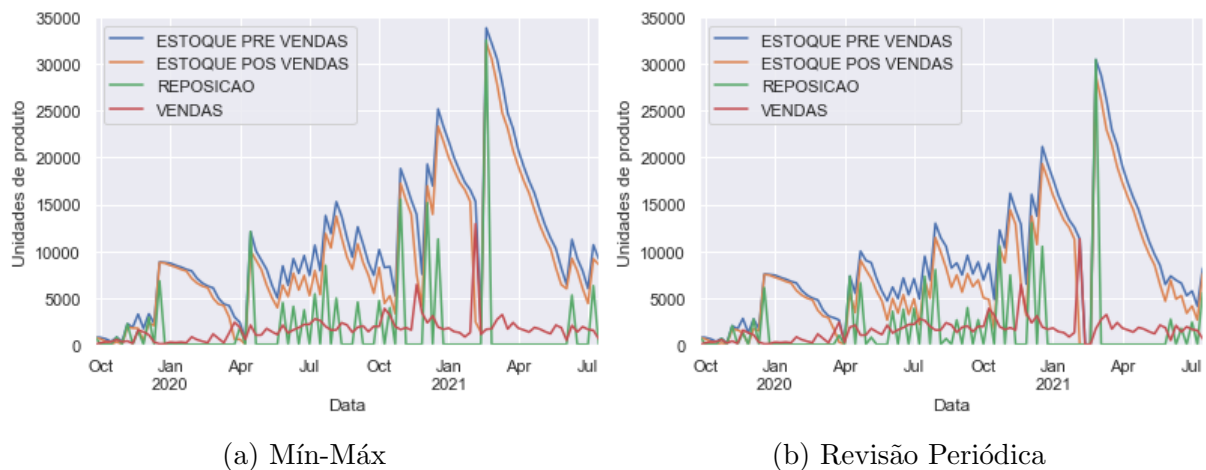 35000
30000
25000
20000
15000
10000
5000
0
Unidades de produto
ESTOQUE PRE VENDAS
ESTOQUE POS VENDAS
REPOSICAO
VENDAS
Oct
Jan
2020
Apr
Jul
Oct
Jan
2021
Apr
Jul
Data
(a) Mín-Máx
35000
30000
25000
20000
15000
10000
5000
0
Unidades de produto
ESTOQUE PRE VENDAS
ESTOQUE POS VENDAS
REPOSICAO
VENDAS
Oct
Jan
2020
Apr
Jul
Oct
Jan
2021
Apr
Jul
Data
(b) Revisão Periódica